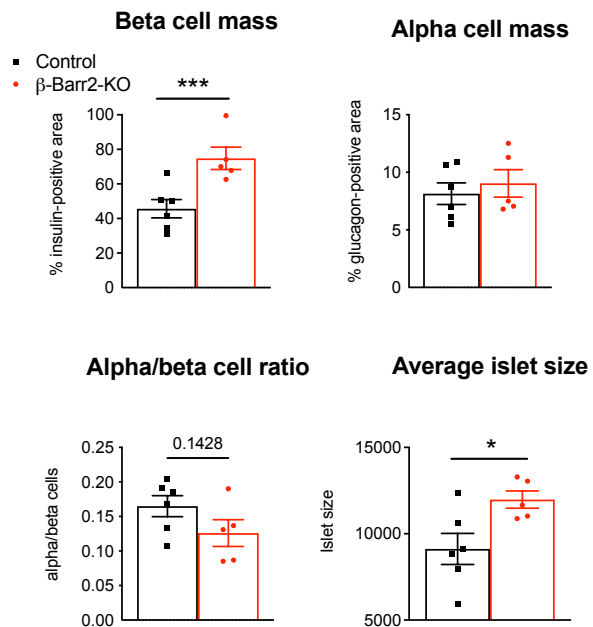 Beta cell mass
Alpha cell mass
Control
β-Barr2-KO
***
% insulin-positive area
100
80
60
40
20
0
% glucagon-positive area
15
10
5
0
Alpha/beta cell ratio
Average islet size
0.1428
alpha/beta cells
0.25
0.20
0.15
0.10
0.05
0.00
*
Islet size
15000
10000
5000